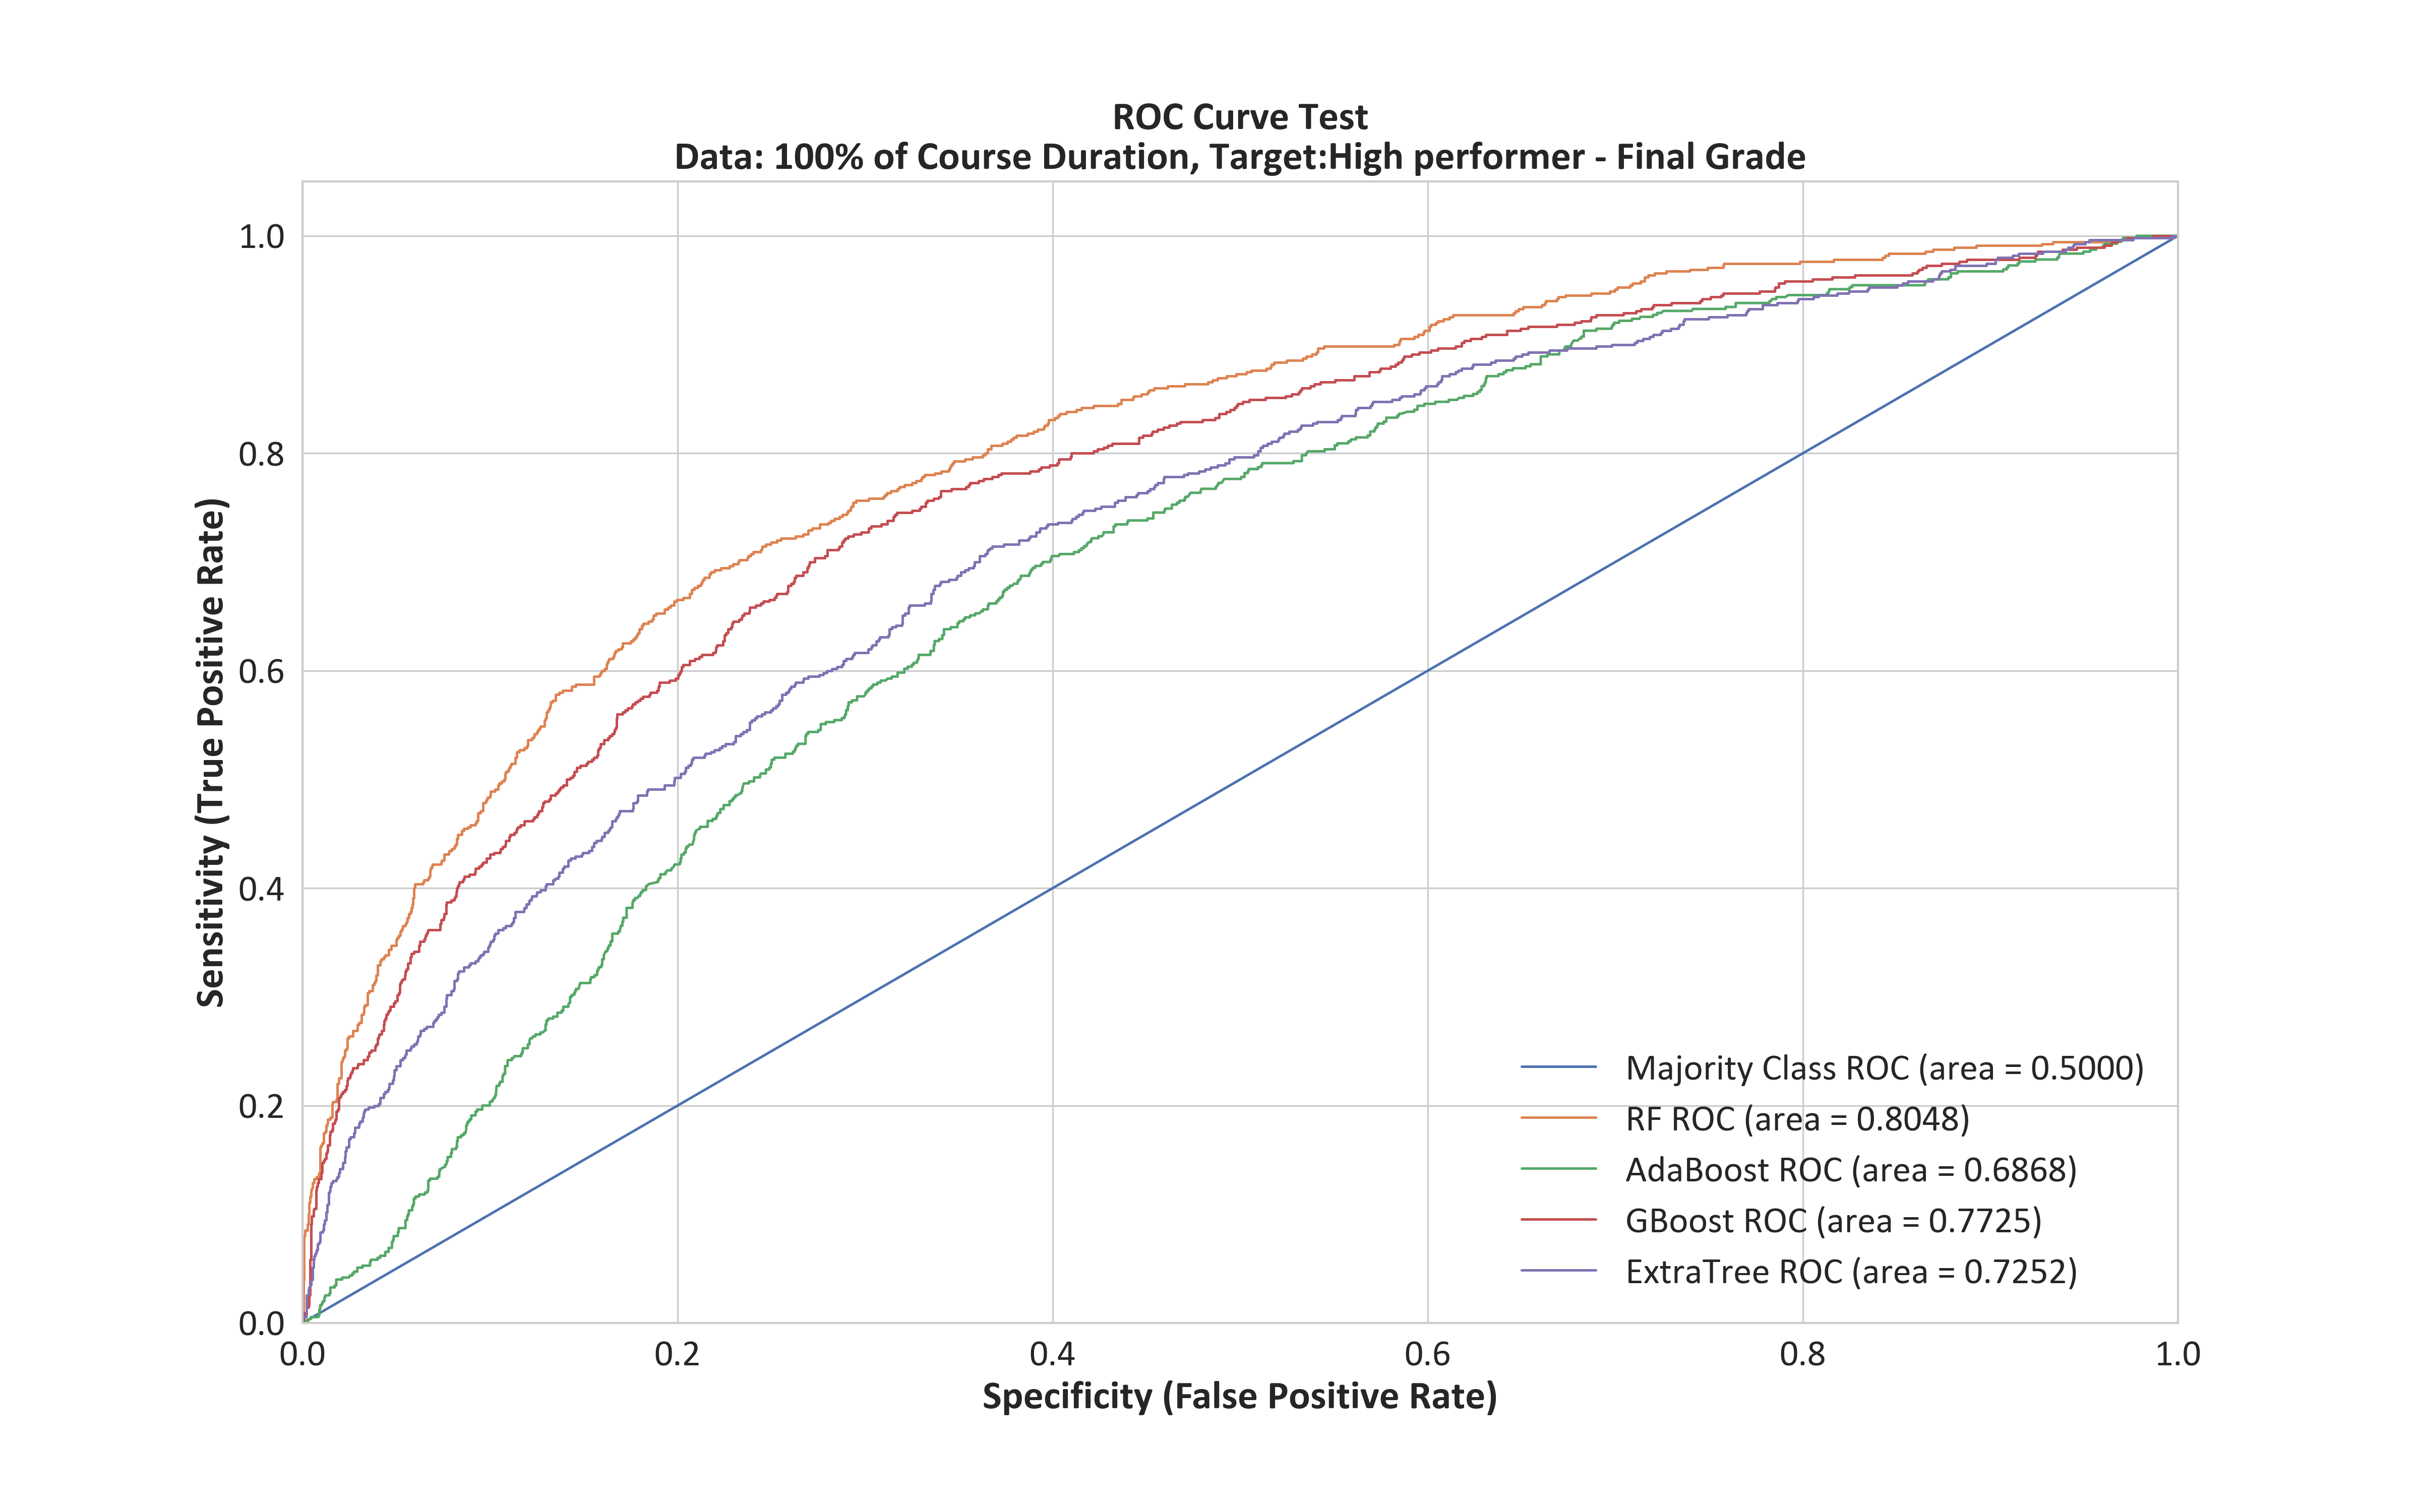 ROC Curve Test
Data: 100% of Course Duration, Target:High performer - Final Grade
Sensitivity (True Positive Rate)
1.0
0.8
0.6
0.4
0.2
0.0
Majority Class ROC (area = 0.5000)
RF ROC (area = 0.8048)
AdaBoost ROC (area = 0.6868)
GBoost ROC (area = 0.7725)
ExtraTree ROC (area = 0.7252)
0.0 0.2 0.4 0.6 0.8 1.0
Specificity (False Positive Rate)